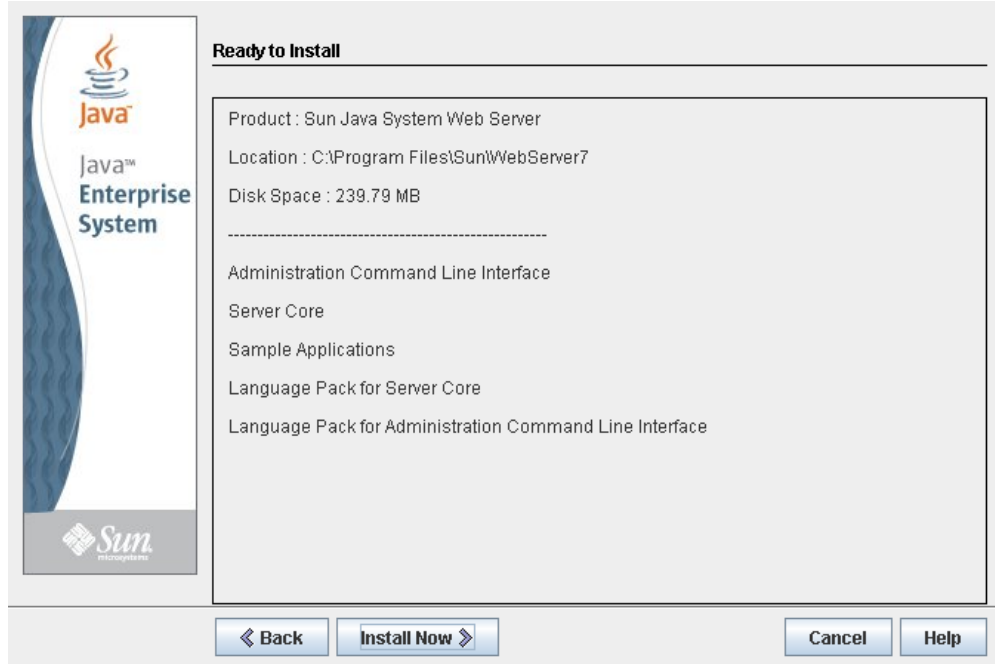 Java™
Java™
Enterprise
System
Sun
microsystems
Ready to Install
Product : Sun Java System Web Server
Location : C:\Program Files\Sun\WebServer7
Disk Space : 239.79 MB
------------------------------------------------------
Administration Command Line Interface
Server Core
Sample Applications
Language Pack for Server Core
Language Pack for Administration Command Line Interface
Back
Install Now
Cancel
Help